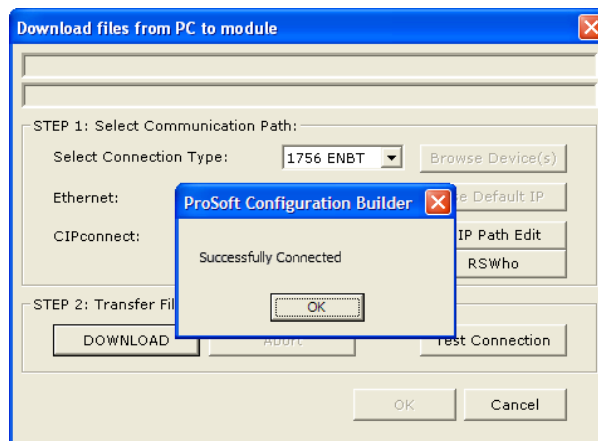 Download files from PC to module
STEP 1: Select Communication Path:
Select Connection Type: 1756 ENBT Browse Device(s)
Ethernet: Default IP
CIPconnect: IP Path Edit
RSWho
ProSoft Configuration Builder
Successfully Connected
OK
STEP 2: Transfer
DOWNLOAD Abort Test Connection
OK Cancel